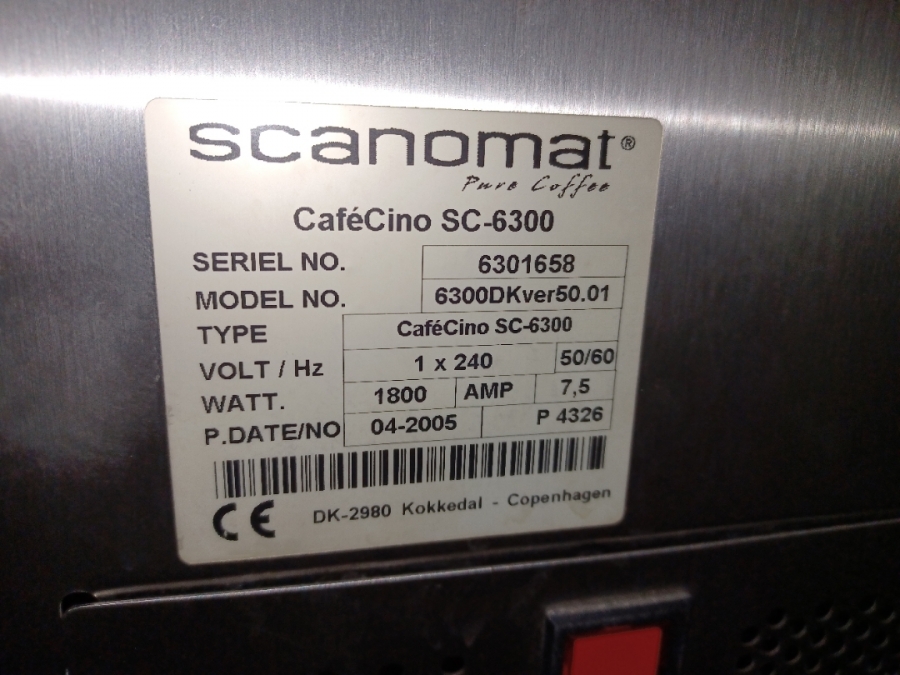 scanomat®
Pure Coffee
CaféCino SC-6300
SERIEL NO. 6301658
MODEL NO. 6300DKver50.01
TYPE CaféCino SC-6300
VOLT / Hz 1 x 240 50/60
WATT. 1800 AMP 7,5
P.DATE/NO 04-2005 P 4326
CE DK-2980 Kokkedal - Copenhagen